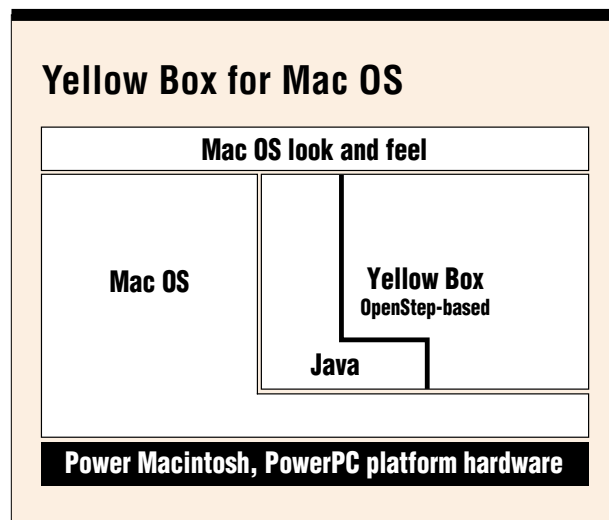 Yellow Box for Mac OS
Mac OS look and feel
Mac OS
Yellow Box
OpenStep-based
Java
Power Macintosh, PowerPC platform hardware